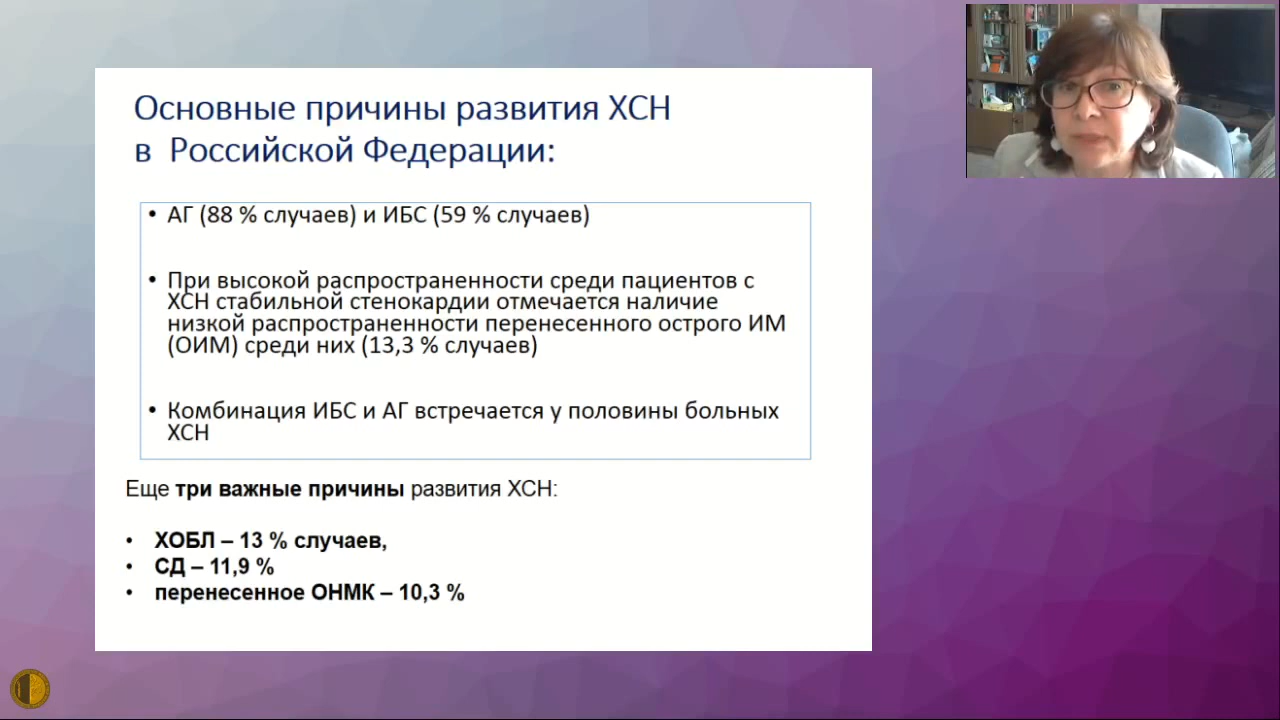 Основные причины развития ХСН
в Российской Федерации:
• АГ (88 % случаев) и ИБС (59 % случаев)
• При высокой распространенности среди пациентов с
ХСН стабильной стенокардии отмечается наличие
низкой распространенности перенесенного острого ИМ
(ОИМ) среди них (13,3 % случаев)
• Комбинация ИБС и АГ встречается у половины больных
ХСН
Еще три важные причины развития ХСН:
• ХОБЛ – 13 % случаев,
• СД – 11,9 %
• перенесенное ОНМК – 10,3 %